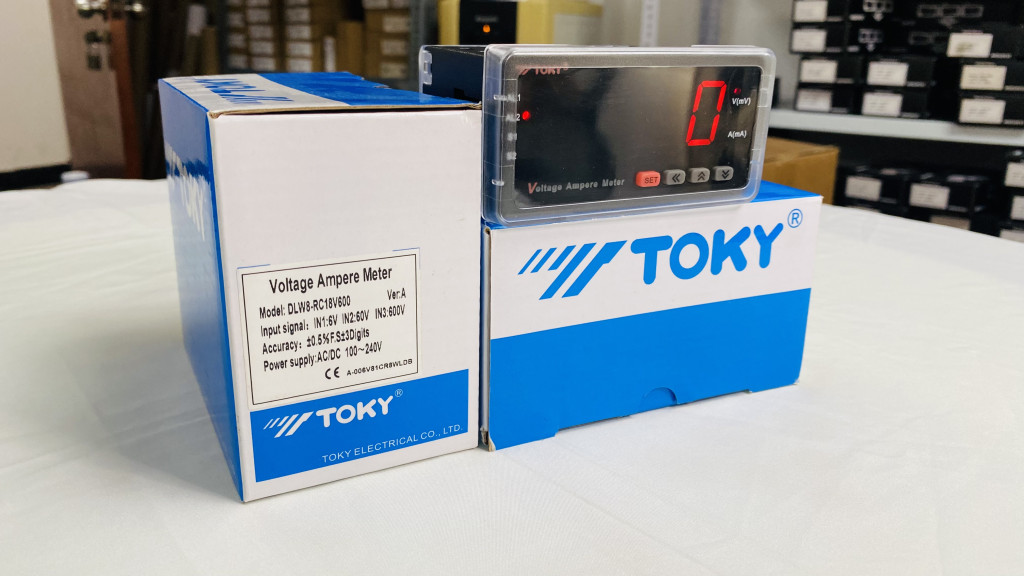 TOKY
AL2
0
V(mV)
A(mA)
Voltage Ampere Meter
SET
TOKY®
Voltage Ampere Meter
Model: DLW8-RC18V600 Ver:A
Input signal: IN1:6V IN2:60V IN3:600V
Accuracy: ±0.5%F.S±3Digits
Power supply:AC/DC 100~240V
CE A-006V81CR8WLDB
TOKY®
TOKY ELECTRICAL CO., LTD.